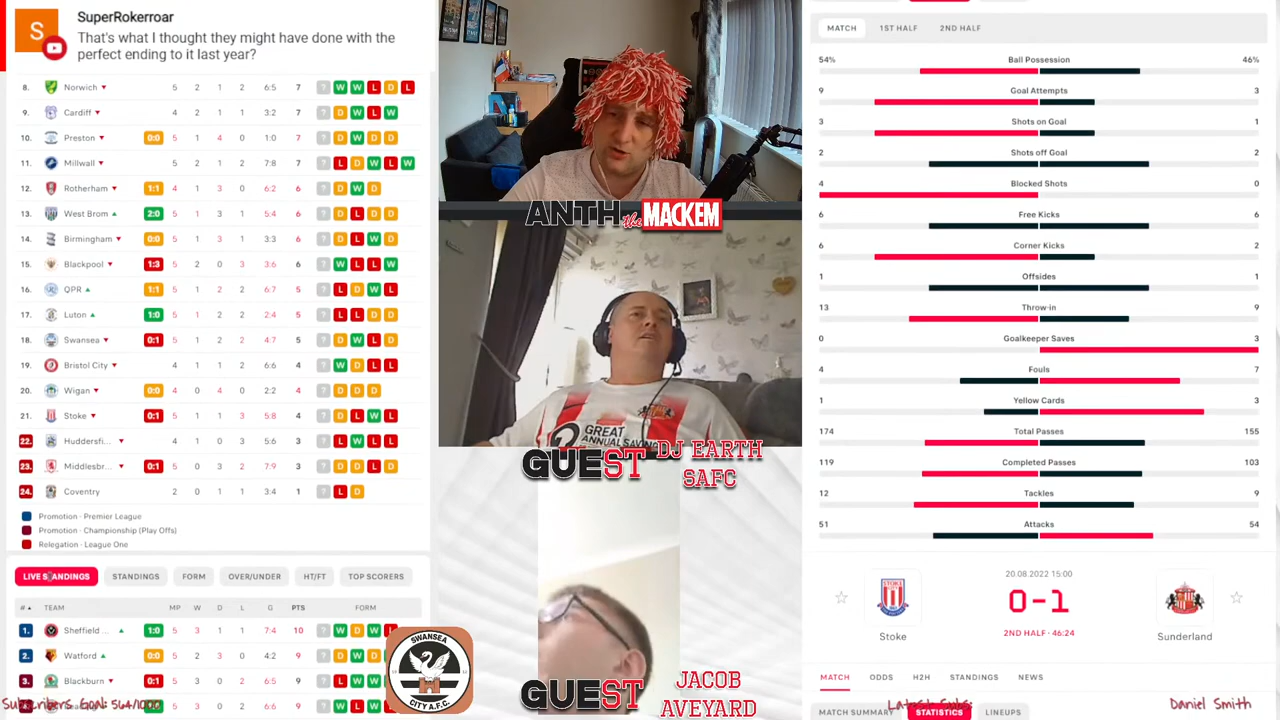 S
SuperRokerroar
That's what I thought they might have done with the
perfect ending to it last year?
8. Norwich 5 2 1 2 6:5 7 ? W W L D L
9. Cardiff 4 2 1 1 3:2 7 ? D W L W
10. Preston 0:0 5 1 4 0 1:0 7 ? D W D D
11. Millwall 5 2 1 2 7:8 7 ? L D W L W
12. Rotherham 1:1 4 1 3 0 6:2 6 ? D W D
13. West Brom 2:0 5 1 3 1 5:4 6 ? D L D D
14. Birmingham 0:0 5 1 3 1 3:3 6 ? D L W D
15. Blackpool 1:3 5 2 0 3 3:6 6 ? W L L W
16. QPR 1:1 5 1 2 2 6:7 5 ? L D W L
17. Luton 1:0 5 1 2 2 2:4 5 ? L L D D
18. Swansea 0:1 5 1 2 2 4:7 5 ? L W L D
19. Bristol City 4 1 1 2 6:6 4 ? W D L L
20. Wigan 0:0 4 0 4 0 2:2 4 ? D D D
21. Stoke 0:1 5 1 1 3 5:8 4 ? D L W L
22. Huddersfi... 4 1 0 3 5:6 3 ? L W L L
23. Middlesbr... 0:1 5 0 3 2 7:9 3 ? D D L D
24. Coventry 2 0 1 1 3:4 1 ? L D
Promotion - Premier League
Promotion - Championship (Play Offs)
Relegation - League One
LIVE STANDINGS STANDINGS FORM OVER/UNDER HT/FT TOP SCORERS
# TEAM MP W D L G PTS FORM
1. Sheffield ... 1:0 5 3 1 1 7:4 10 ? W D W L
2. Watford 0:0 5 2 3 0 4:2 9 ? D W D
3. Blackburn 0:1 5 3 0 2 6:5 9 ? L W
Subscribers Goal: 564/1000
SWANSEA
CITY A.F.C.
ANTH the MACKEM
GREAT
ANNUAL SAVING
GUEST DJ EARTH
SAFC
GUEST JACOB
AVEYARD
MATCH 1ST HALF 2ND HALF
54% Ball Possession 46%
9 Goal Attempts 3
3 Shots on Goal 1
2 Shots off Goal 2
4 Blocked Shots 0
6 Free Kicks 6
6 Corner Kicks 2
1 Offsides 1
13 Throw-in 9
0 Goalkeeper Saves 3
4 Fouls 7
1 Yellow Cards 3
174 Total Passes 155
119 Completed Passes 103
12 Tackles 9
51 Attacks 54
20.08.2022 15:00
0-1
2ND HALF - 46:24
Stoke Sunderland
MATCH ODDS H2H STANDINGS NEWS
Latest Subs: Daniel Smith
MATCH SUMMARY STATISTICS LINEUPS